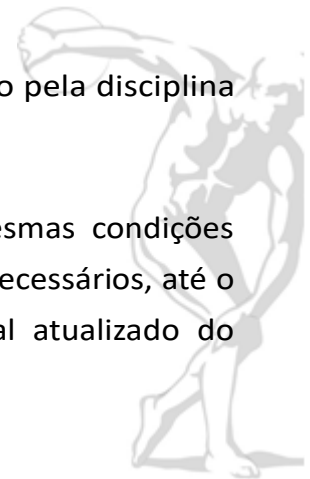 o pela disciplina
esmas condições
ecessários, até o
al atualizado do